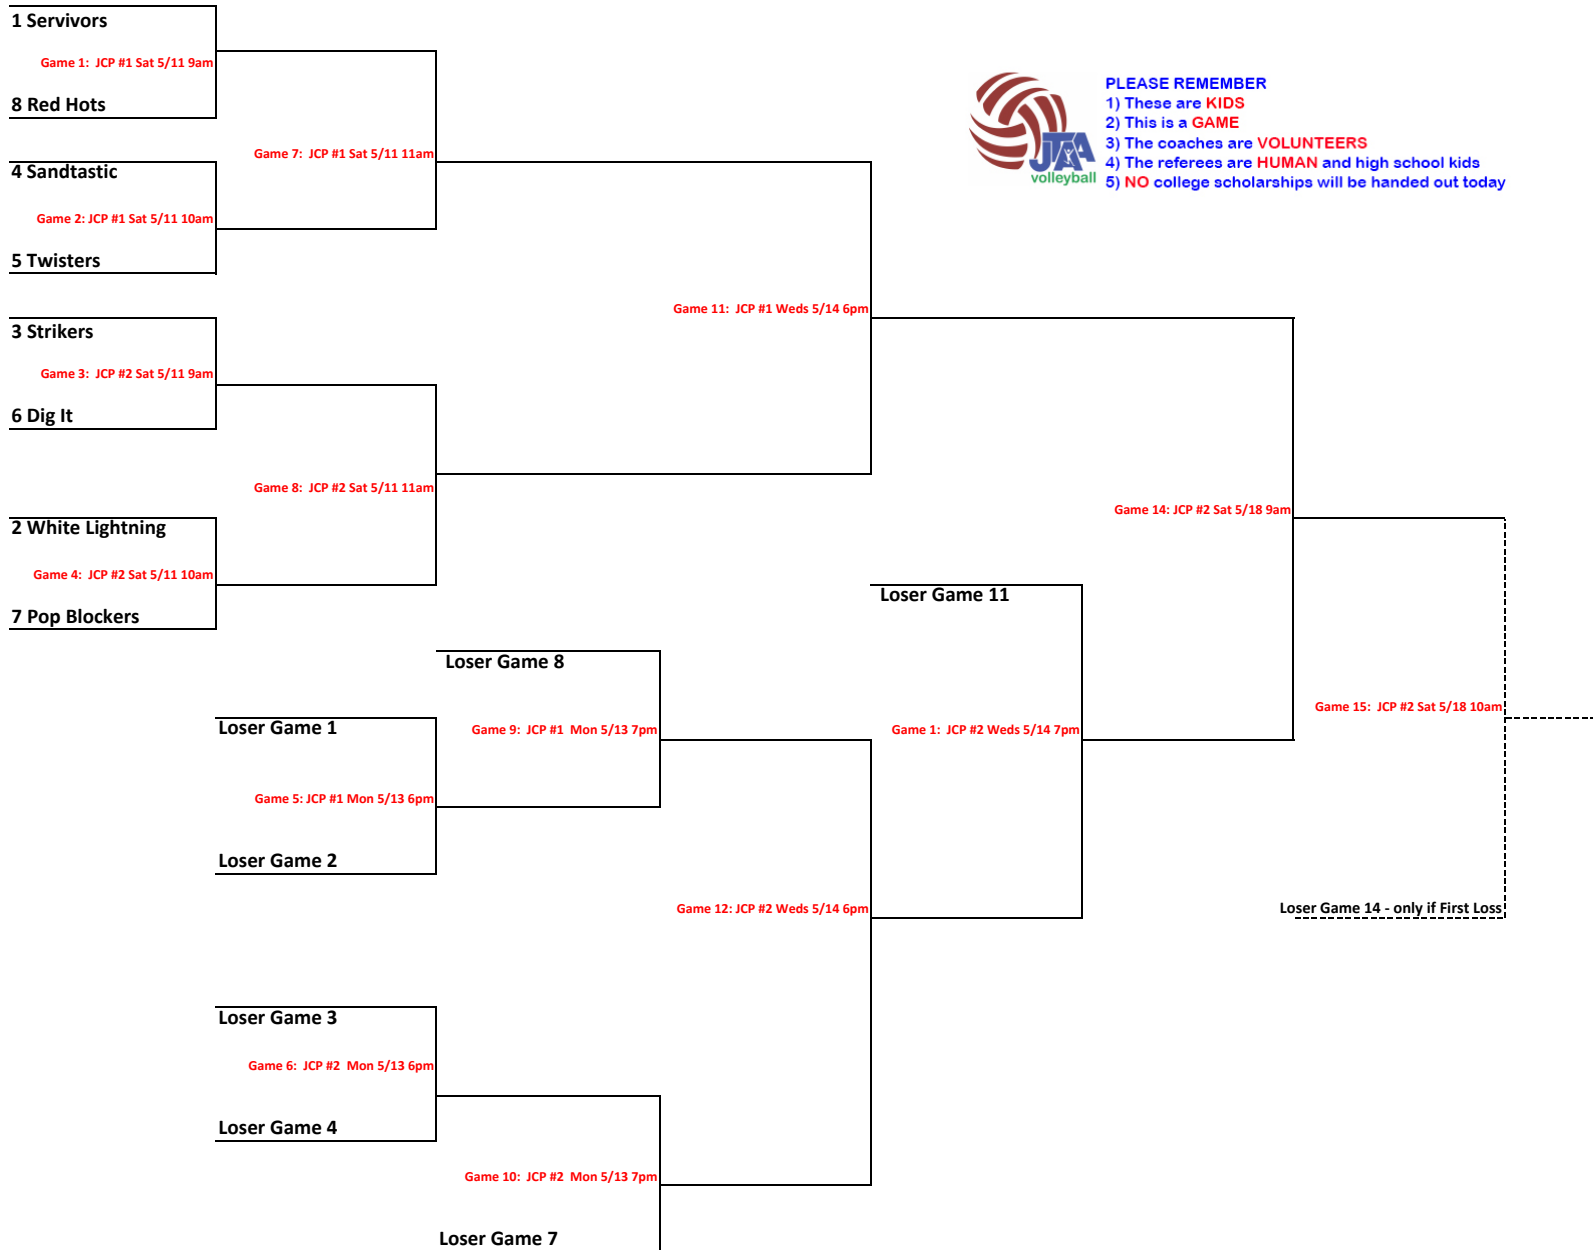 1 Servivors
Game 1:  JCP #1 Sat 5/11 9am
8 Red Hots
Game 7:  JCP #1 Sat 5/11 11am
4 Sandtastic
Game 2: JCP #1 Sat 5/11 10am
5 Twisters
PLEASE REMEMBER
1) These are KIDS
2) This is a GAME
3) The coaches are VOLUNTEERS
4) The referees are HUMAN and high school kids
5) NO college scholarships will be handed out today
JTAA
volleyball
Game 11:  JCP #1 Weds 5/14 6pm
3 Strikers
Game 3:  JCP #2 Sat 5/11 9am
6 Dig It
Game 8:  JCP #2 Sat 5/11 11am
Game 14: JCP #2 Sat 5/18 9am
2 White Lightning
Game 4:  JCP #2 Sat 5/11 10am
7 Pop Blockers
Loser Game 11
Loser Game 8
Game 15:  JCP #2 Sat 5/18 10am
Loser Game 1
Game 9:  JCP #1  Mon 5/13 7pm
Game 1:  JCP #2 Weds 5/14 7pm
Game 5: JCP #1 Mon 5/13 6pm
Loser Game 2
Game 12: JCP #2 Weds 5/14 6pm
Loser Game 14 - only if First Loss
Loser Game 3
Game 6:  JCP #2  Mon 5/13 6pm
Loser Game 4
Game 10:  JCP #2  Mon 5/13 7pm
Loser Game 7